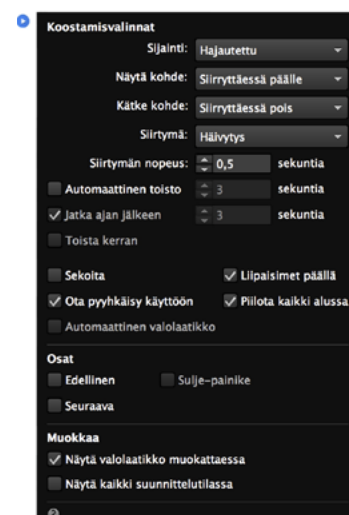 Koostamisvalinnat
Sijainti: Hajautettu
Näytä kohde: Siirryttäessä päälle
Kätke kohde: Siirryttäessä pois
Siirtymä: Häivytys
Siirtymän nopeus: 0,5 sekuntia
Automaattinen toisto 3 sekuntia
Jatka ajan jälkeen 3 sekuntia
Toista kerran
Sekoita Liipaisimet päällä
Ota pyyhkäisy käyttöön Piilota kaikki alussa
Automaattinen valolaatikko
Osat
Edellinen Sulje-painike
Seuraava
Muokkaa
Näytä valolaatikko muokattaessa
Näytä kaikki suunnittelutilassa